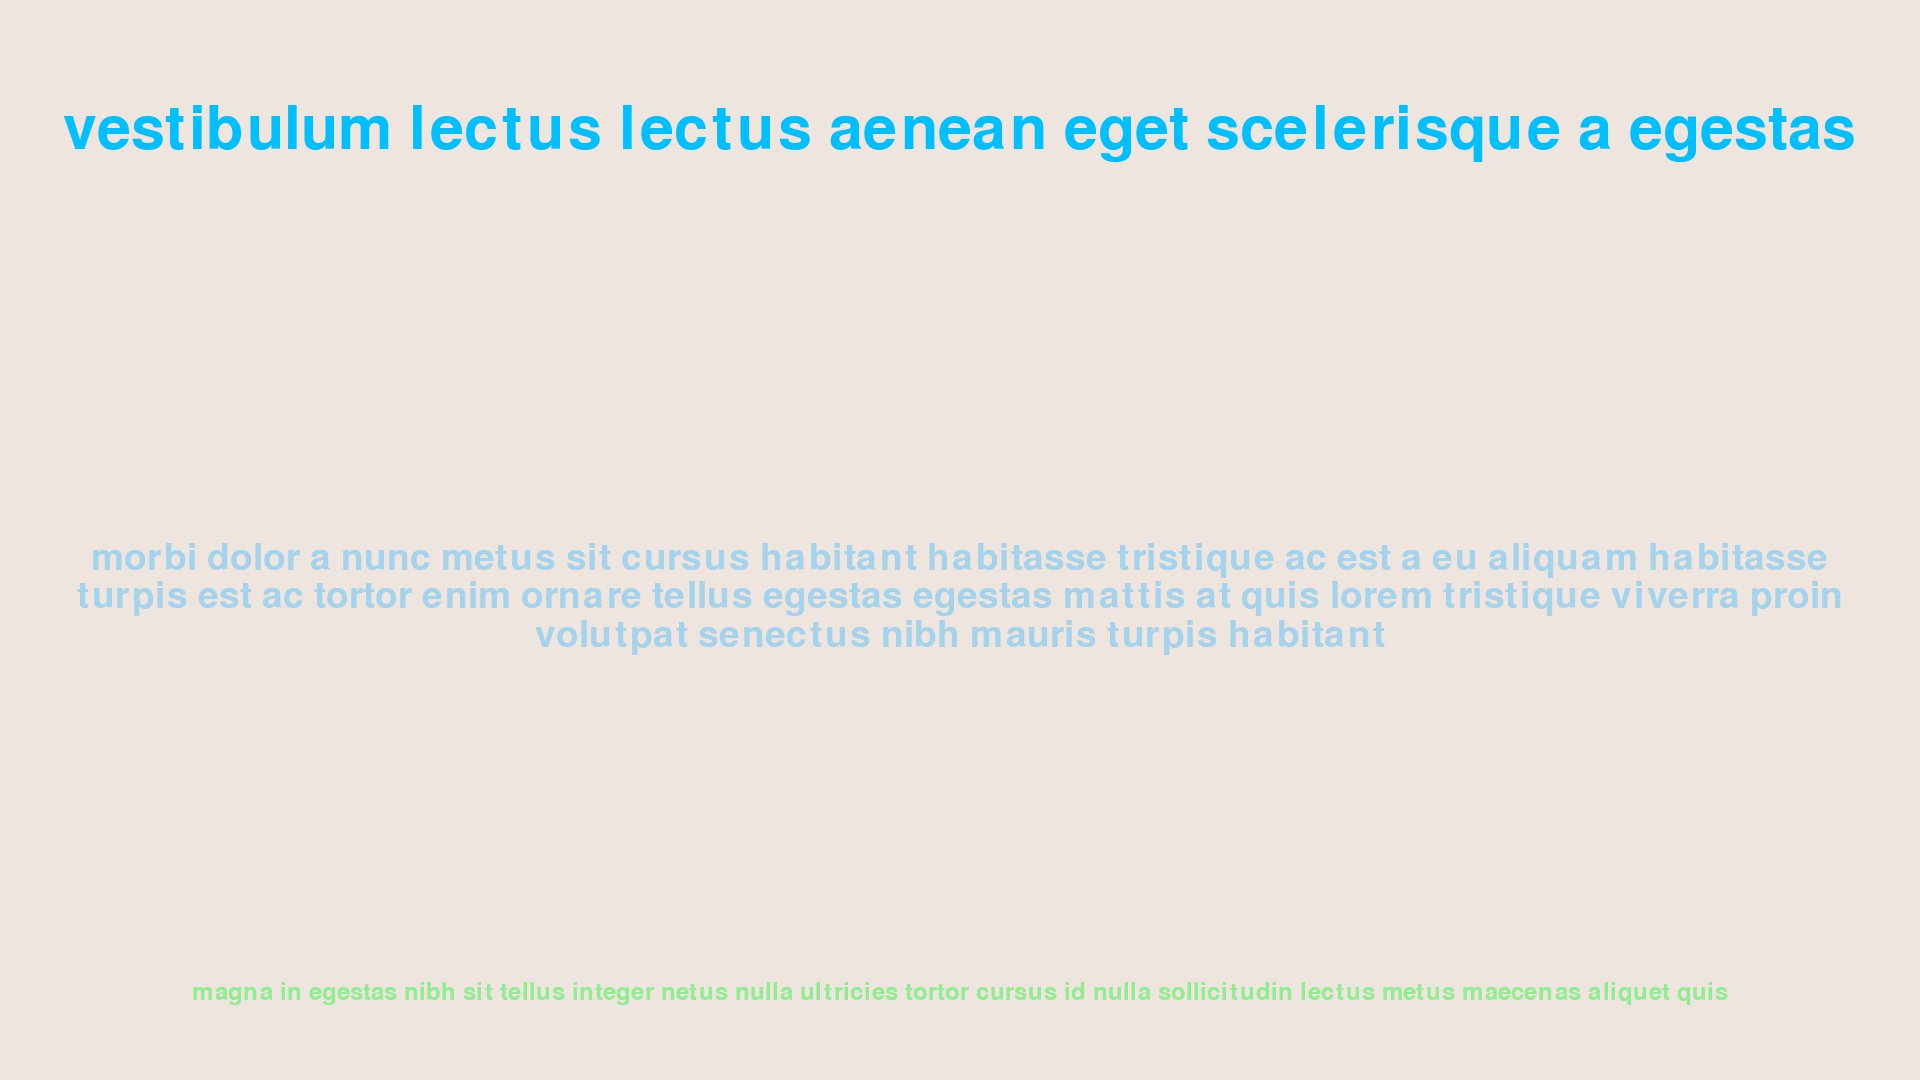 vestibulum lectus lectus aenean eget scelerisque a egestas
morbi dolor a nunc metus sit cursus habitant habitasse tristique ac est a eu aliquam habitasse
turpis est ac tortor enim ornare tellus egestas egestas mattis at quis lorem tristique viverra proin
volutpat senectus nibh mauris turpis habitant
magna in egestas nibh sit tellus integer netus nulla ultricies tortor cursus id nulla sollicitudin lectus metus maecenas aliquet quis